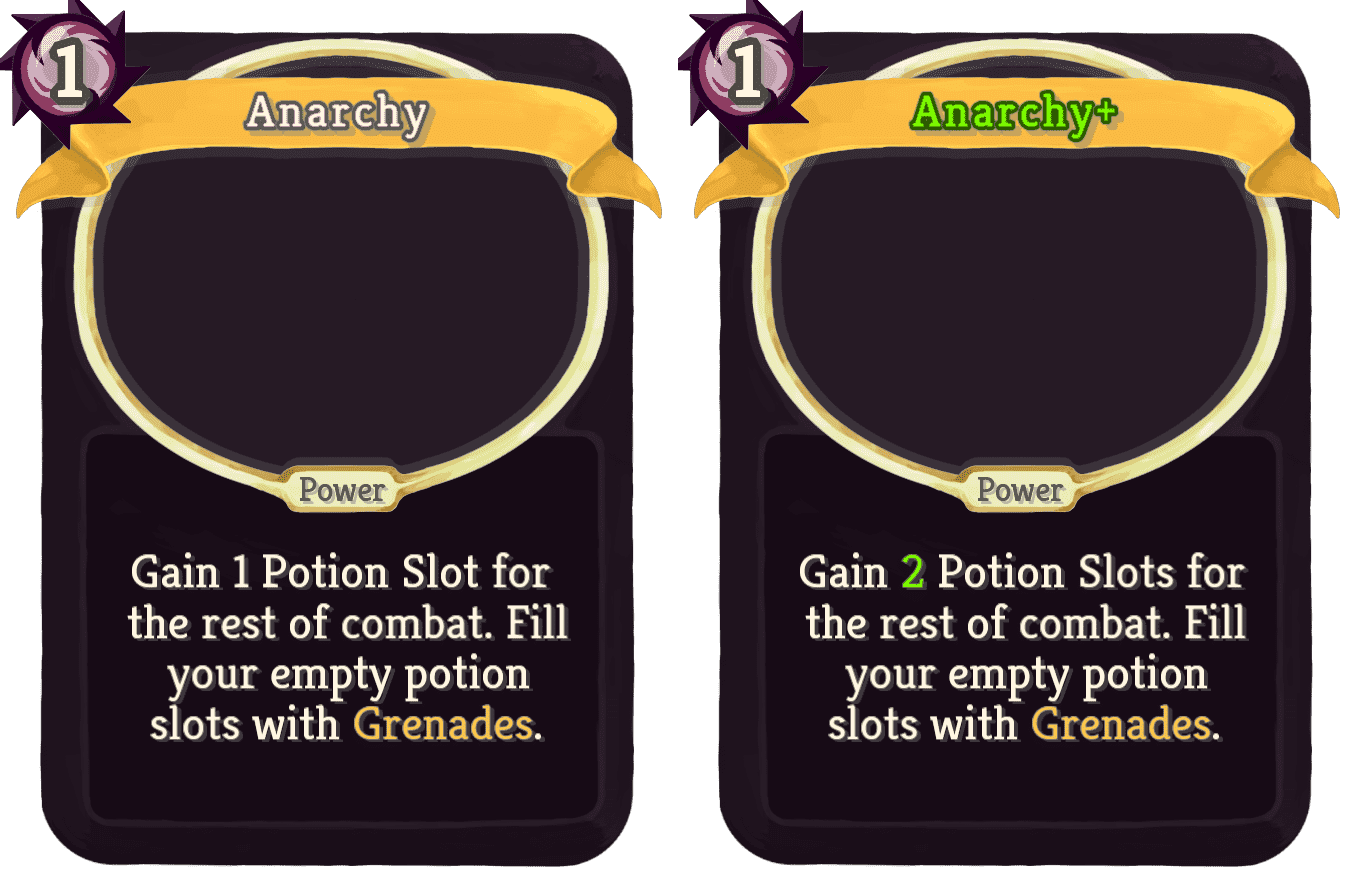 1
Anarchy
Power
Gain 1 Potion Slot for
the rest of combat. Fill
your empty potion
slots with Grenades.
1
Anarchy+
Power
Gain 2 Potion Slots for
the rest of combat. Fill
your empty potion
slots with Grenades.